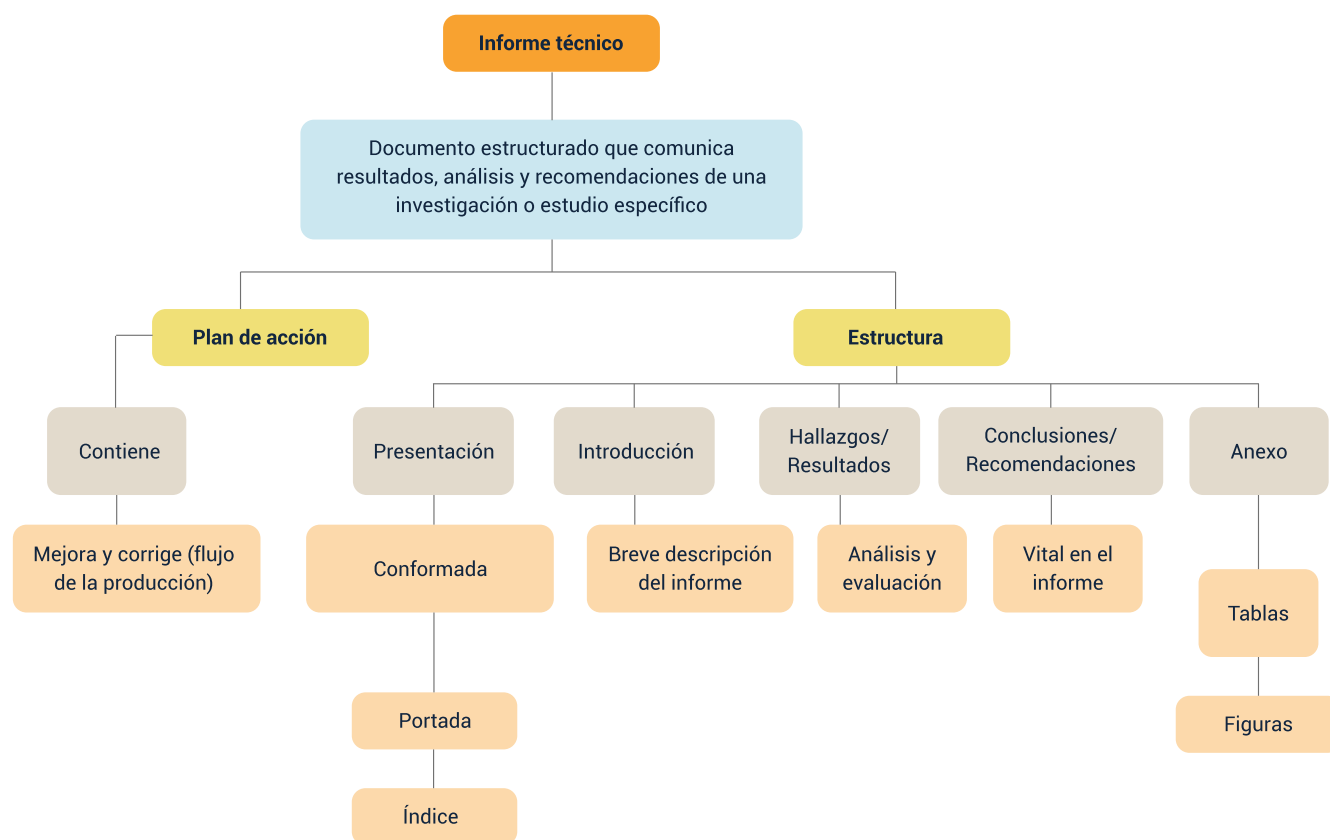 Informe técnico
Documento estructurado que comunica
resultados, análisis y recomendaciones de una
investigación o estudio específico
Plan de acción
Estructura
Contiene
Presentación
Introducción
Hallazgos/
Resultados
Conclusiones/
Recomendaciones
Anexo
Mejora y corrige (flujo
de la producción)
Conformada
Breve descripción
del informe
Análisis y
evaluación
Vital en el
informe
Tablas
Portada
Figuras
Índice